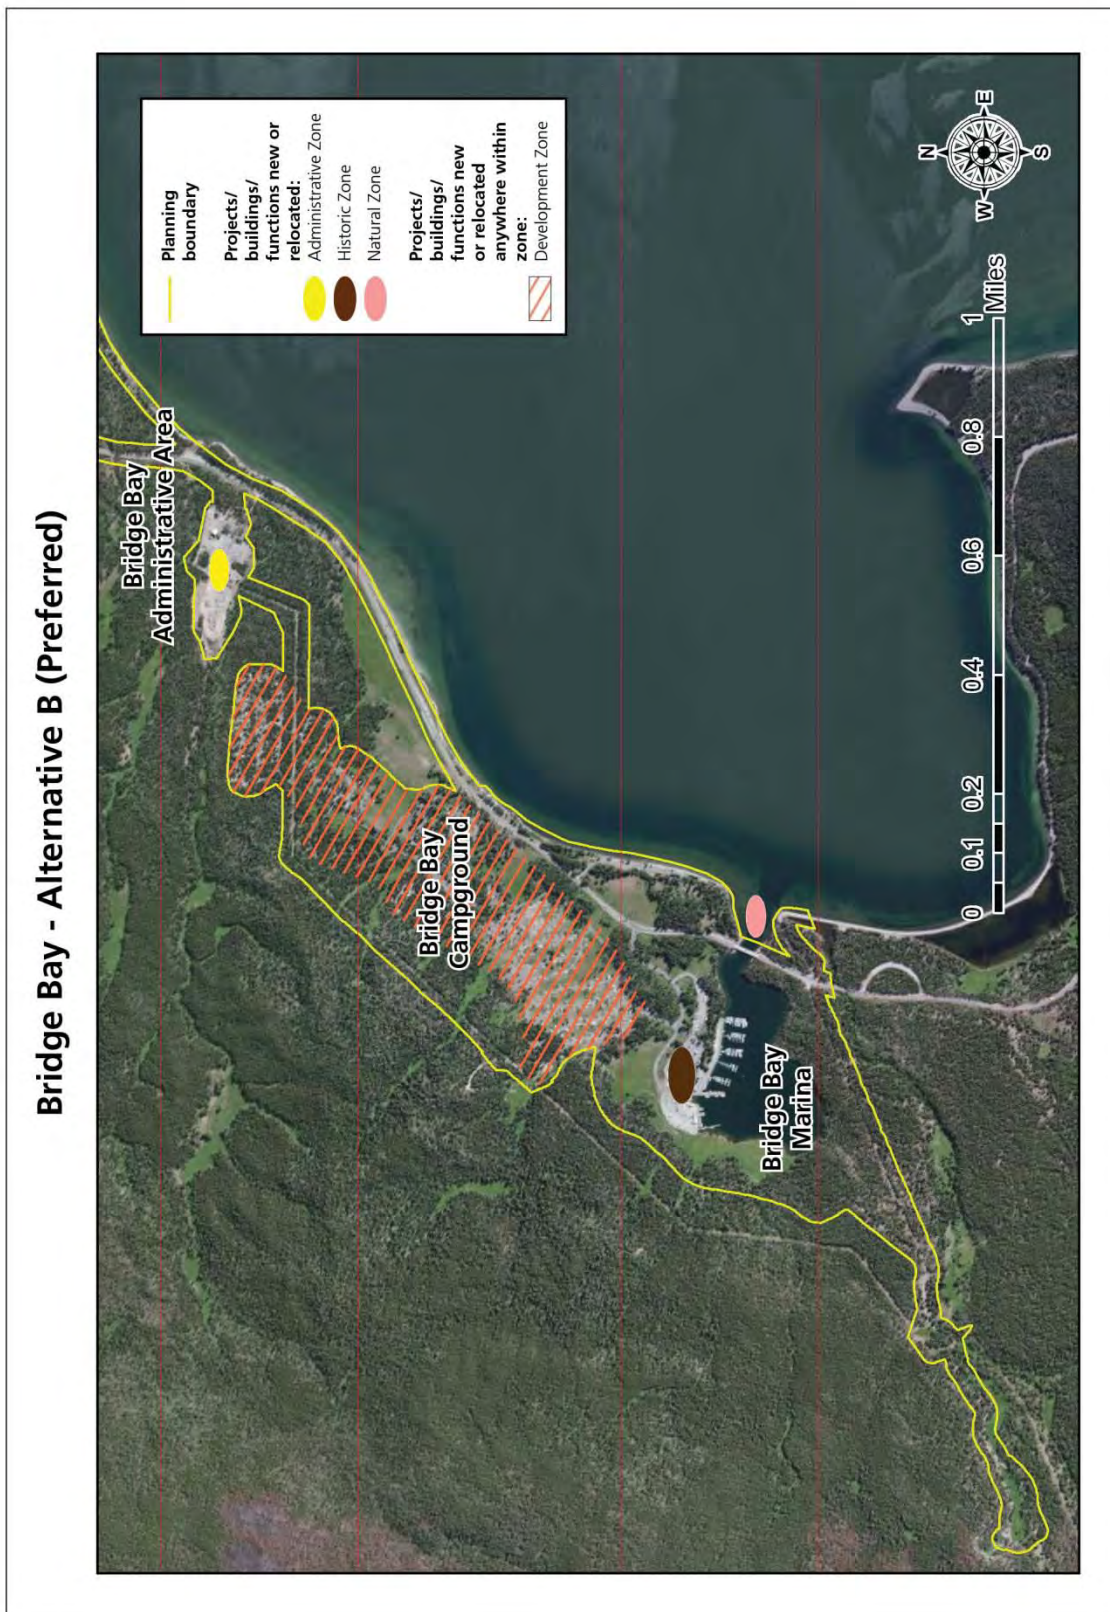 Bridge Bay - Alternative B (Preferred)
Bridge Bay
Administrative Area
Bridge Bay
Campground
Bridge Bay
Marina
Planning
boundary
Projects/
buildings/
functions new or
relocated:
Administrative Zone
Historic Zone
Natural Zone
Projects/
buildings/
functions new
or relocated
anywhere within
zone:
Development Zone
N
W
E
S
0 0.1 0.2 0.4 0.6 0.8 1
Miles